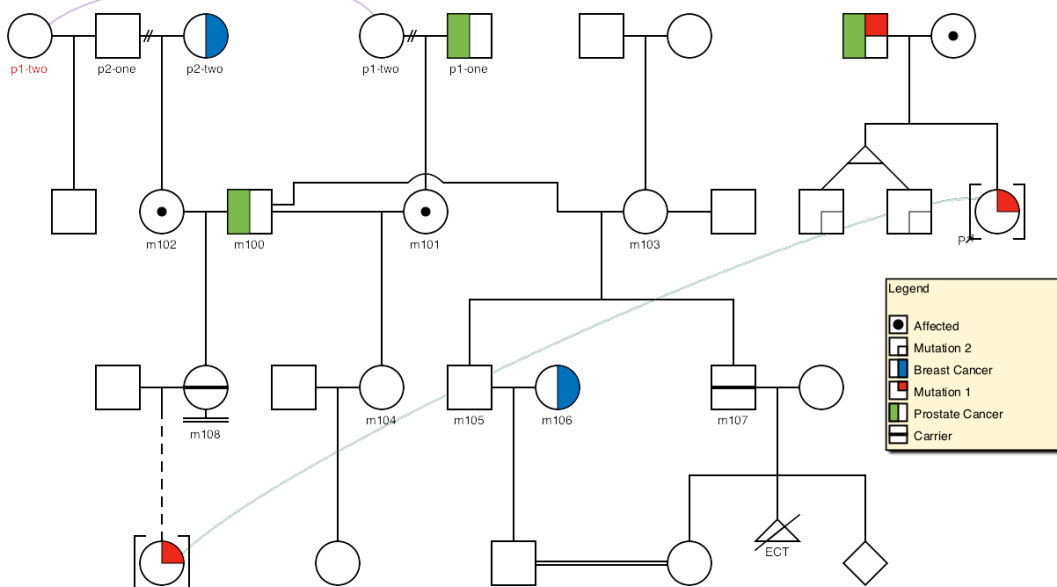 p1-two
p2-one
p2-two
p1-two
p1-one
m102
m100
m101
m103
P
Legend
Affected
Mutation 2
Breast Cancer
Mutation 1
Prostate Cancer
Carrier
m108
m104
m105
m106
m107
ECT